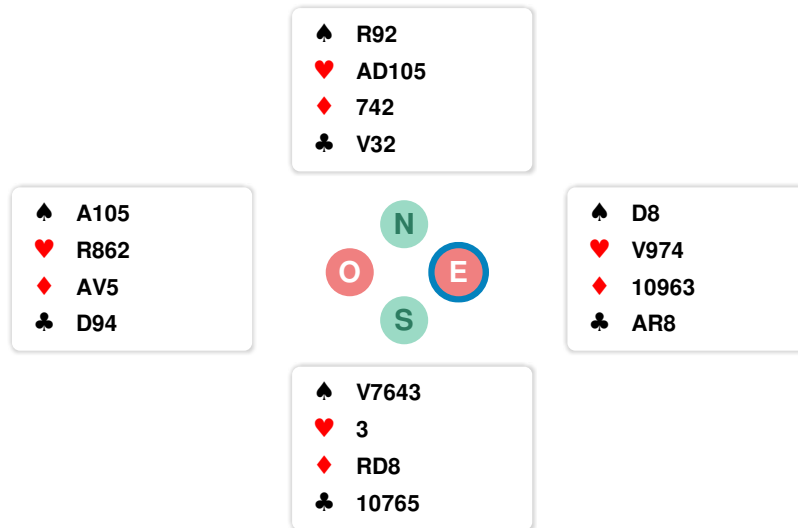 ♠ R92
♥ AD105
♦ 742
♣ V32
♠ A105
♥ R862
♦ AV5
♣ D94
N
O E
S
♠ D8
♥ V974
♦ 10963
♣ AR8
♠ V7643
♥ 3
♦ RD8
♣ 10765